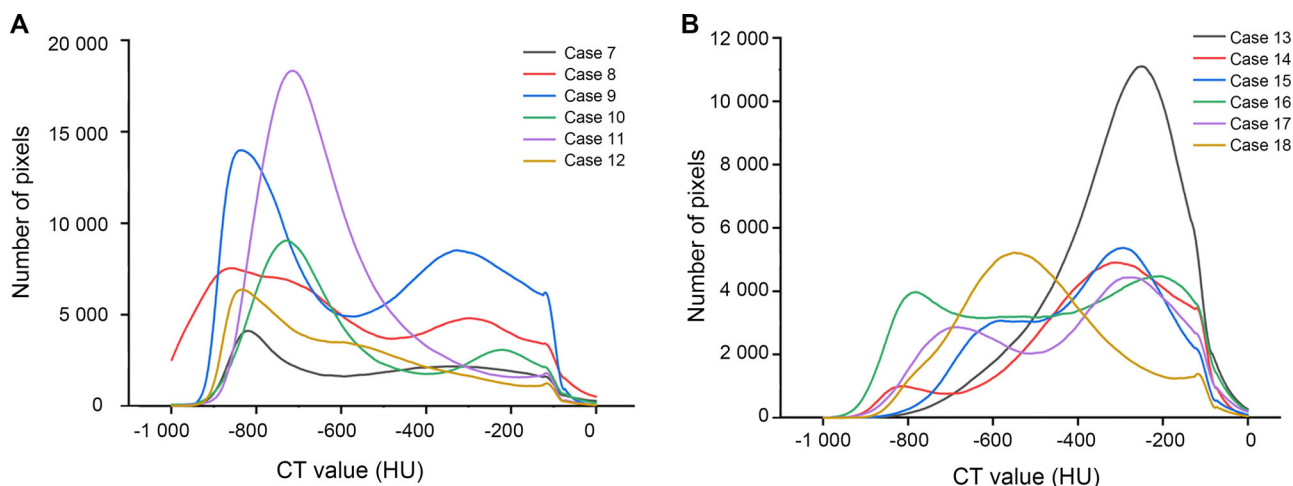 A
20 000
15 000
10 000
5 000
0
Number of pixels
-1 000 -800 -600 -400 -200 0
CT value (HU)
Case 7
Case 8
Case 9
Case 10
Case 11
Case 12
B
12 000
10 000
8 000
6 000
4 000
2 000
0
Number of pixels
-1 000 -800 -600 -400 -200 0
CT value (HU)
Case 13
Case 14
Case 15
Case 16
Case 17
Case 18